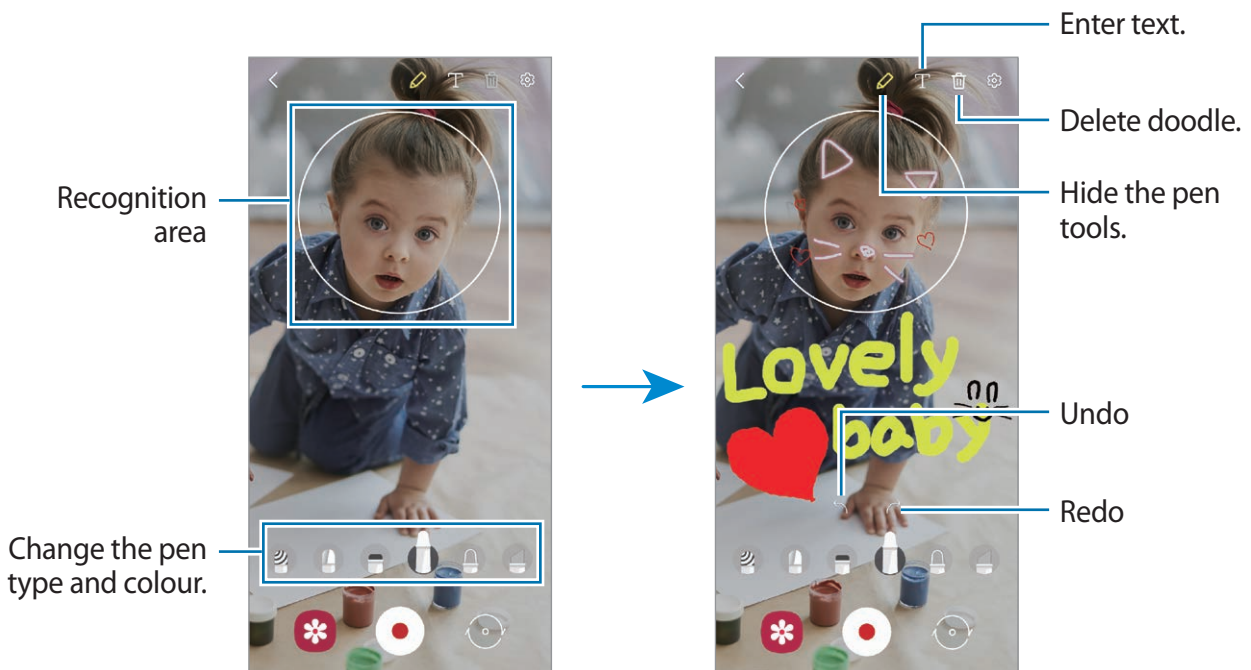 Enter text.
Delete doodle.
Recognition
area
Hide the pen
tools.
Lovely
baby
Undo
Redo
Change the pen
type and colour.
T
T